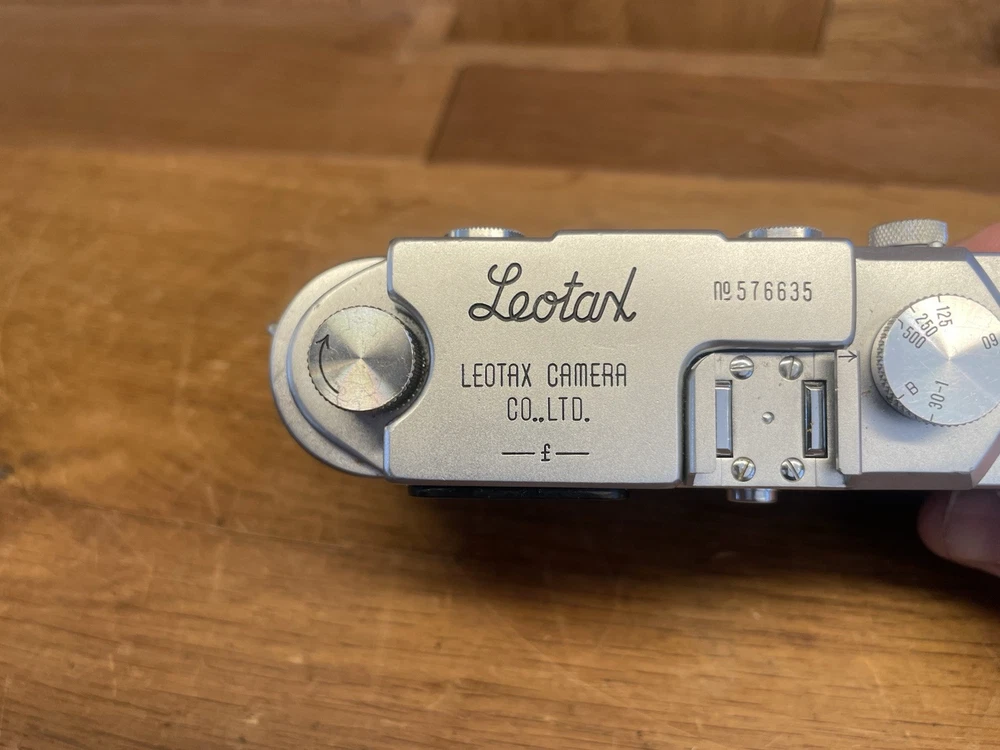 Leotax
№576635
LEOTAX CAMERA
CO.,LTD.
—f—
125
250
500
60
B
30-1